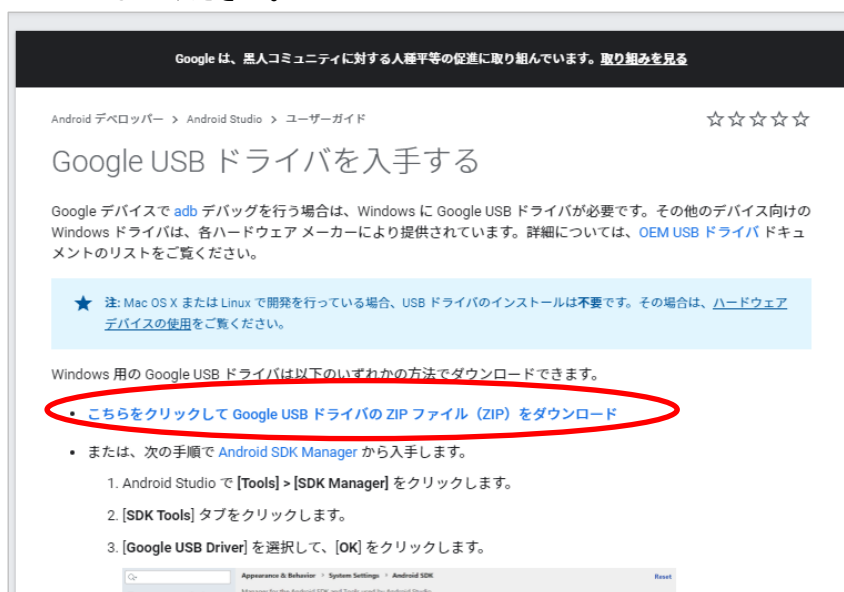 Google は、黒人コミュニティに対する人種平等の促進に取り組んでいます。取り組みを見る
Android デベロッパー > Android Studio > ユーザーガイド
Google USB ドライバを入手する
Google デバイスで adb デバッグを行う場合は、Windows に Google USB ドライバが必要です。その他のデバイス向けの
Windows ドライバは、各ハードウェア メーカーにより提供されています。詳細については、OEM USB ドライバ ドキュ
メントのリストをご覧ください。
注: Mac OS X または Linux で開発を行っている場合、USB ドライバのインストールは不要です。その場合は、ハードウェア
デバイスの使用をご覧ください。
Windows 用の Google USB ドライバは以下のいずれかの方法でダウンロードできます。
• こちらをクリックして Google USB ドライバの ZIP ファイル（ZIP）をダウンロード
• または、次の手順で Android SDK Manager から入手します。
1. Android Studio で [Tools] > [SDK Manager] をクリックします。
2. [SDK Tools] タブをクリックします。
3. [Google USB Driver] を選択して、[OK] をクリックします。
Appearance & Behavior > System Settings > Android SDK
Reset
Manager for the Android SDK and Tools used by Android Studio